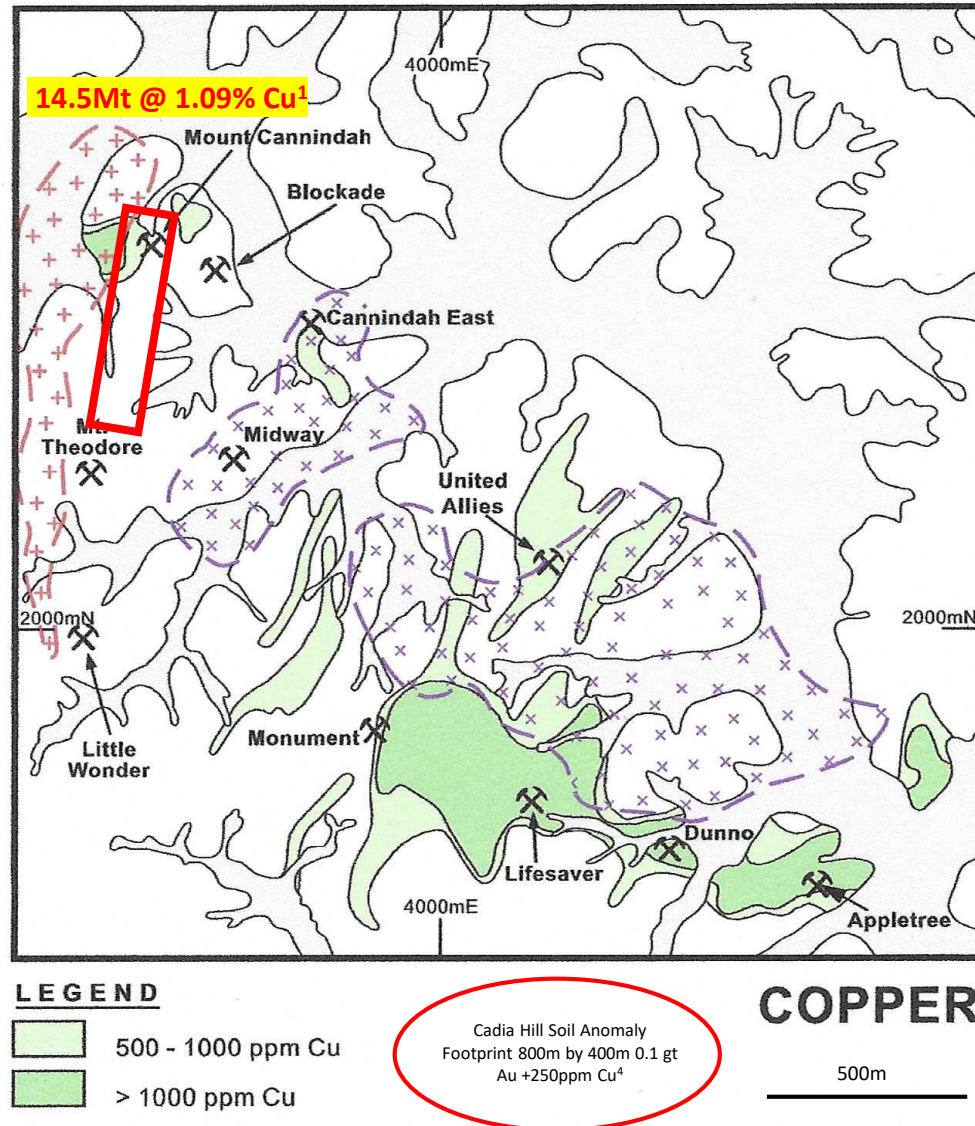 4000mE
14.5Mt @ 1.09% Cu¹
Mount Cannindah
Blockade
Cannindah East
Mt.
Theodore
Midway
United
Allies
2000mN
2000mN
Little
Wonder
Monument
Lifesaver
Dunno
Appletree
4000mE
LEGEND
500 - 1000 ppm Cu
> 1000 ppm Cu
Cadia Hill Soil Anomaly
Footprint 800m by 400m 0.1 gt
Au +250ppm Cu⁴
COPPER
500m